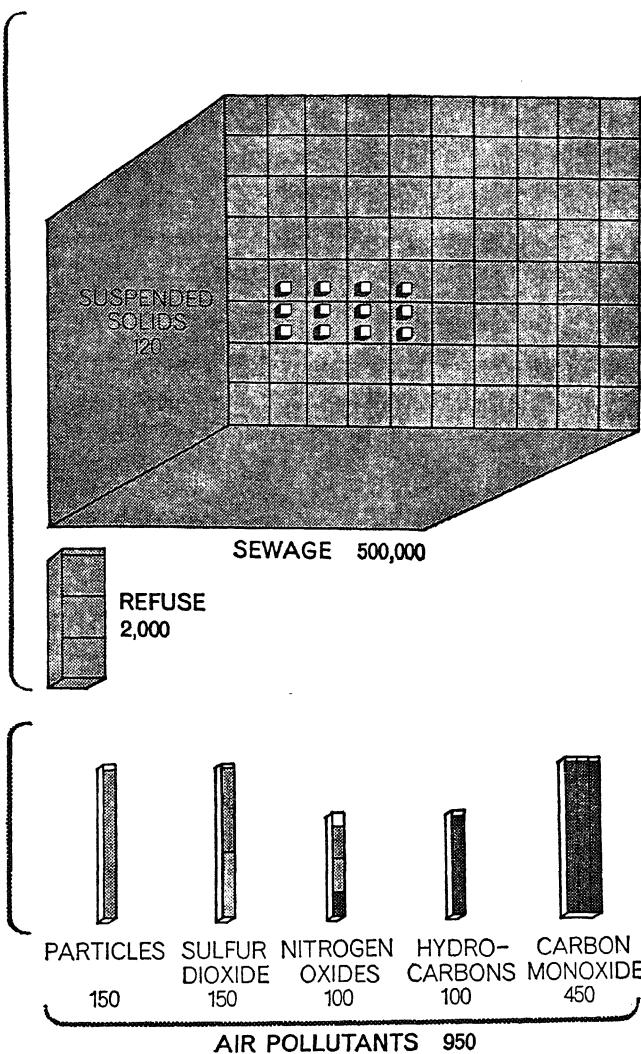 SUSPENDED
SOLIDS
120
SEWAGE 500,000
REFUSE
2,000
PARTICLES
150
SULFUR
DIOXIDE
150
NITROGEN
OXIDES
100
HYDRO-
CARBONS
100
CARBON
MONOXIDE
450
AIR POLLUTANTS 950